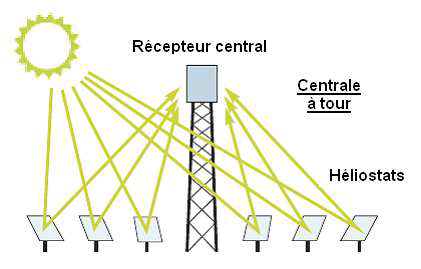 Récepteur central
Centrale
à tour
Héliostats